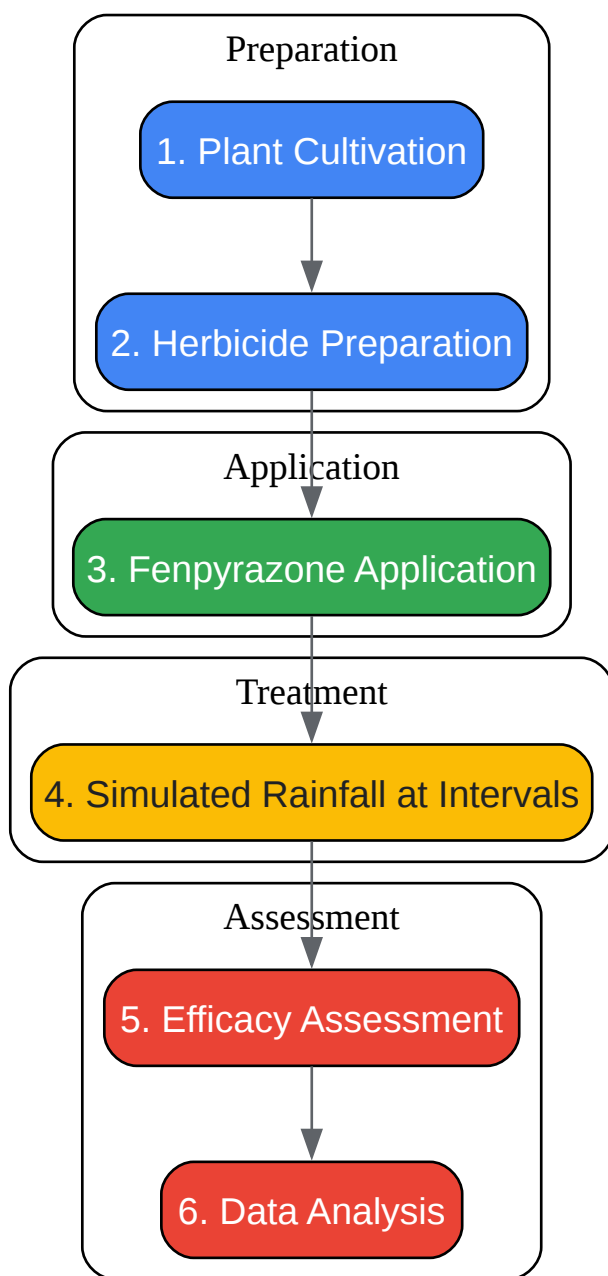 Preparation
1. Plant Cultivation
2. Herbicide Preparation
Application
3. Fenpyrazone Application
Treatment
4. Simulated Rainfall at Intervals
Assessment
5. Efficacy Assessment
6. Data Analysis